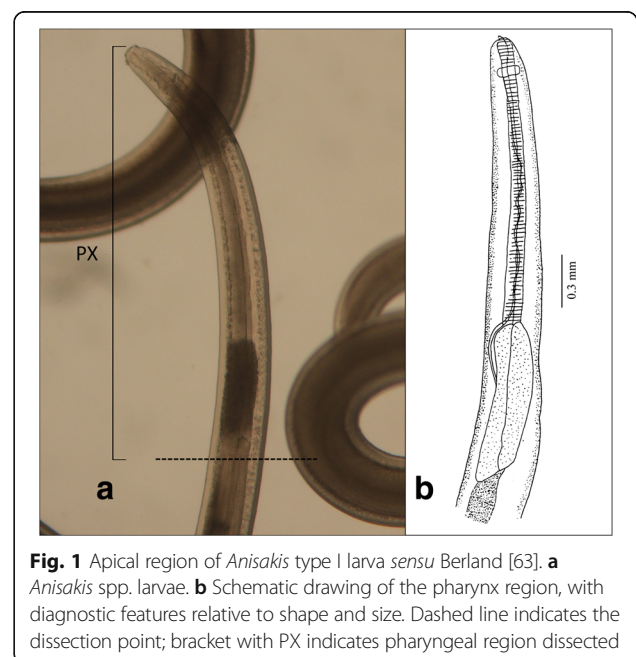 PX
0.3 mm
a
b
Fig. 1 Apical region of Anisakis type I larva sensu Berland [63]. a
Anisakis spp. larvae. b Schematic drawing of the pharynx region, with
diagnostic features relative to shape and size. Dashed line indicates the
dissection point; bracket with PX indicates pharyngeal region dissected